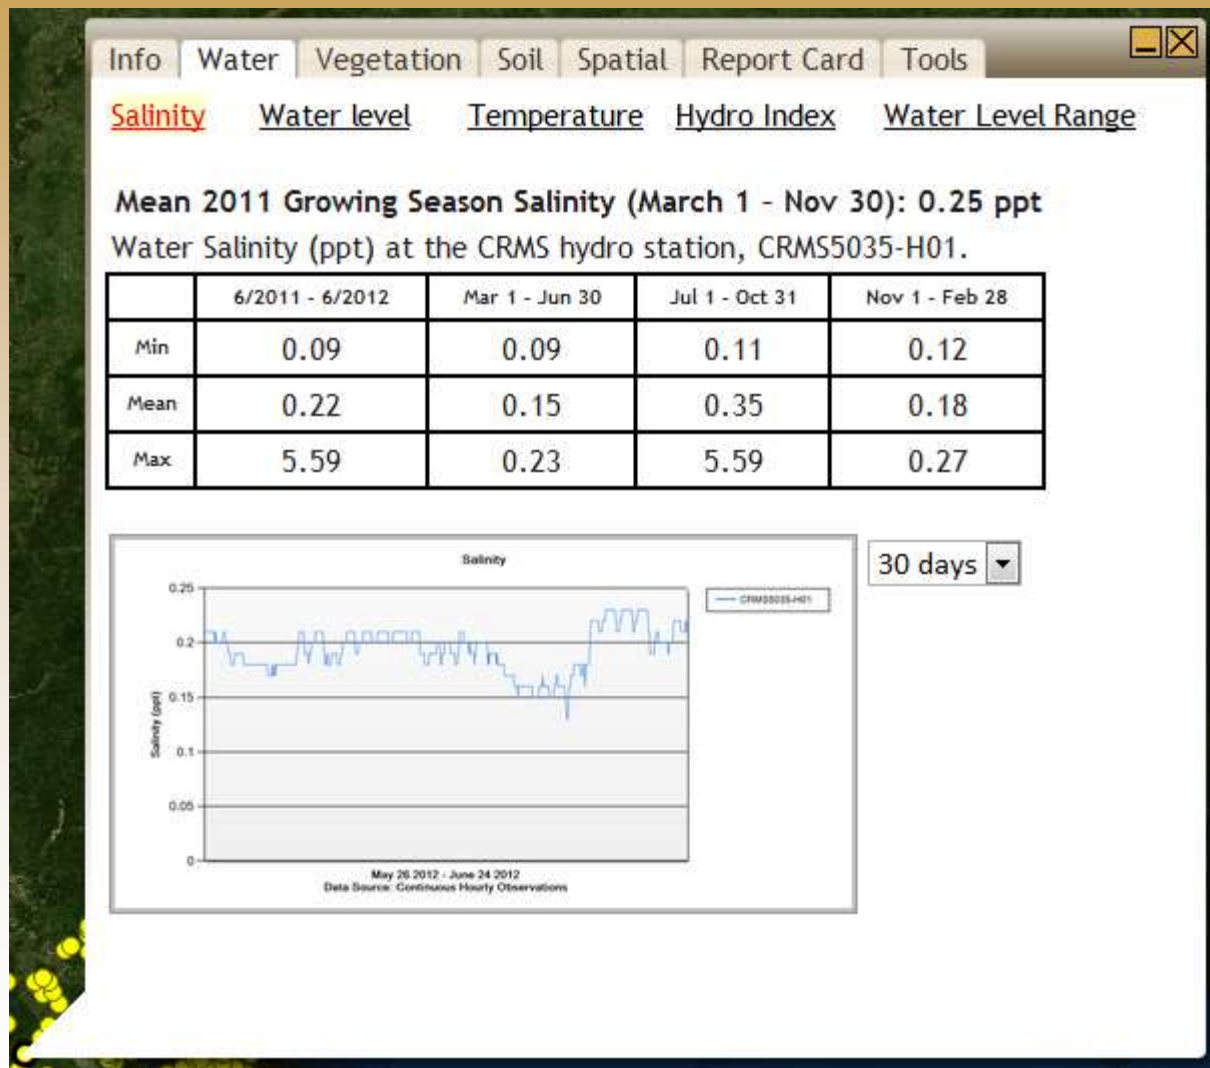 Info Water Vegetation Soil Spatial Report Card Tools
Salinity Water level Temperature Hydro Index Water Level Range
Mean 2011 Growing Season Salinity (March 1 - Nov 30): 0.25 ppt
Water Salinity (ppt) at the CRMS hydro station, CRMS5035-H01.
6/2011 - 6/2012 Mar 1 - Jun 30 Jul 1 - Oct 31 Nov 1 - Feb 28
Min 0.09 0.09 0.11 0.12
Mean 0.22 0.15 0.35 0.18
Max 5.59 0.23 5.59 0.27
30 days
Salinity
CRMS5035-H01
0.25
0.2
0.15
0.1
0.05
0
Salinity (ppt)
May 26 2012 - June 24 2012
Data Source: Continuous Hourly Observations